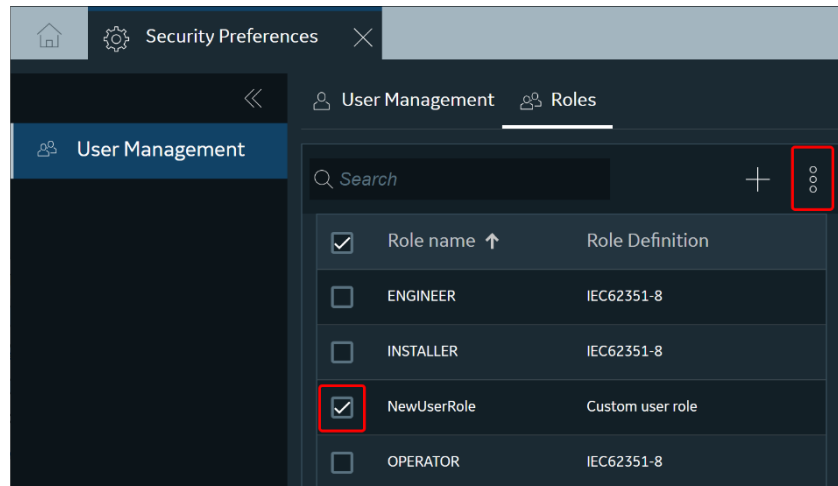 Security Preferences
User Management
User Management
Roles
Search
Role name Role Definition
ENGINEER IEC62351-8
INSTALLER IEC62351-8
NewUserRole Custom user role
OPERATOR IEC62351-8